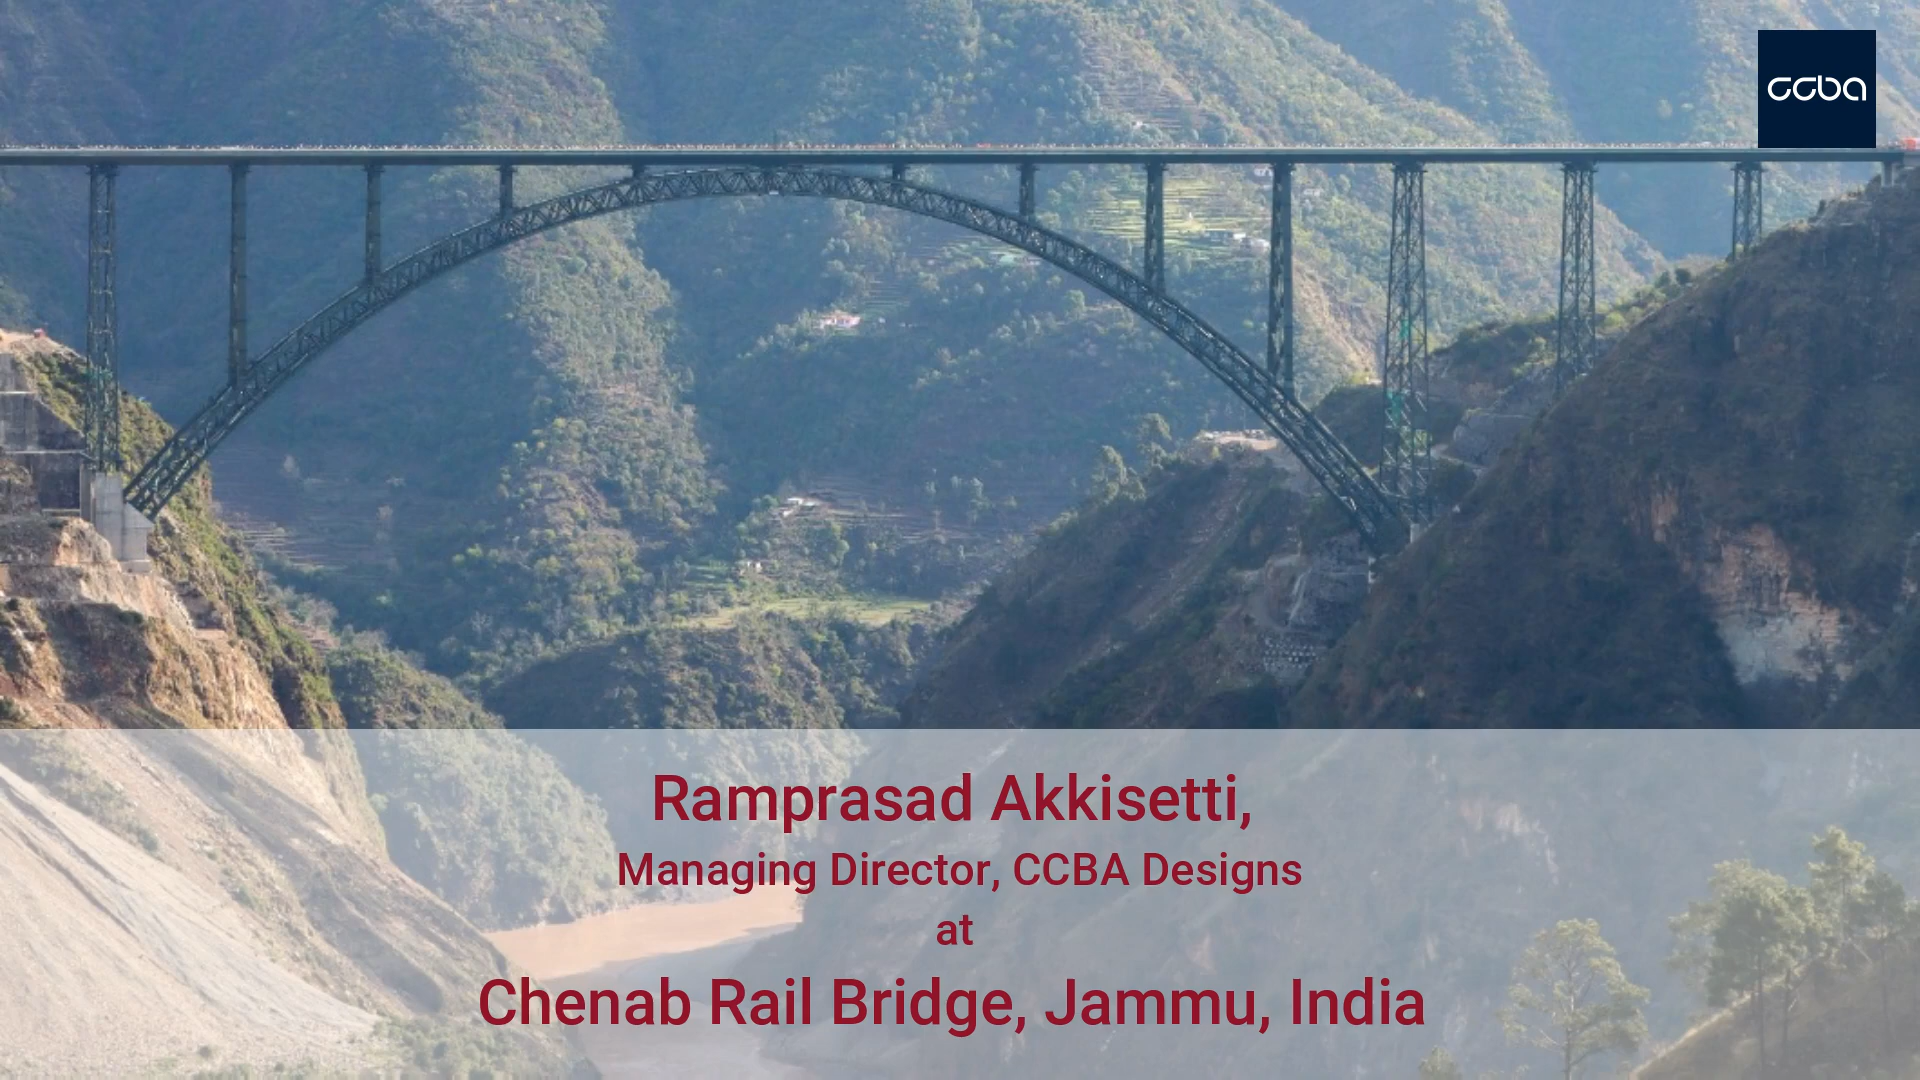 ccba
Ramprasad Akkisetti,
Managing Director, CCBA Designs
at
Chenab Rail Bridge, Jammu, India